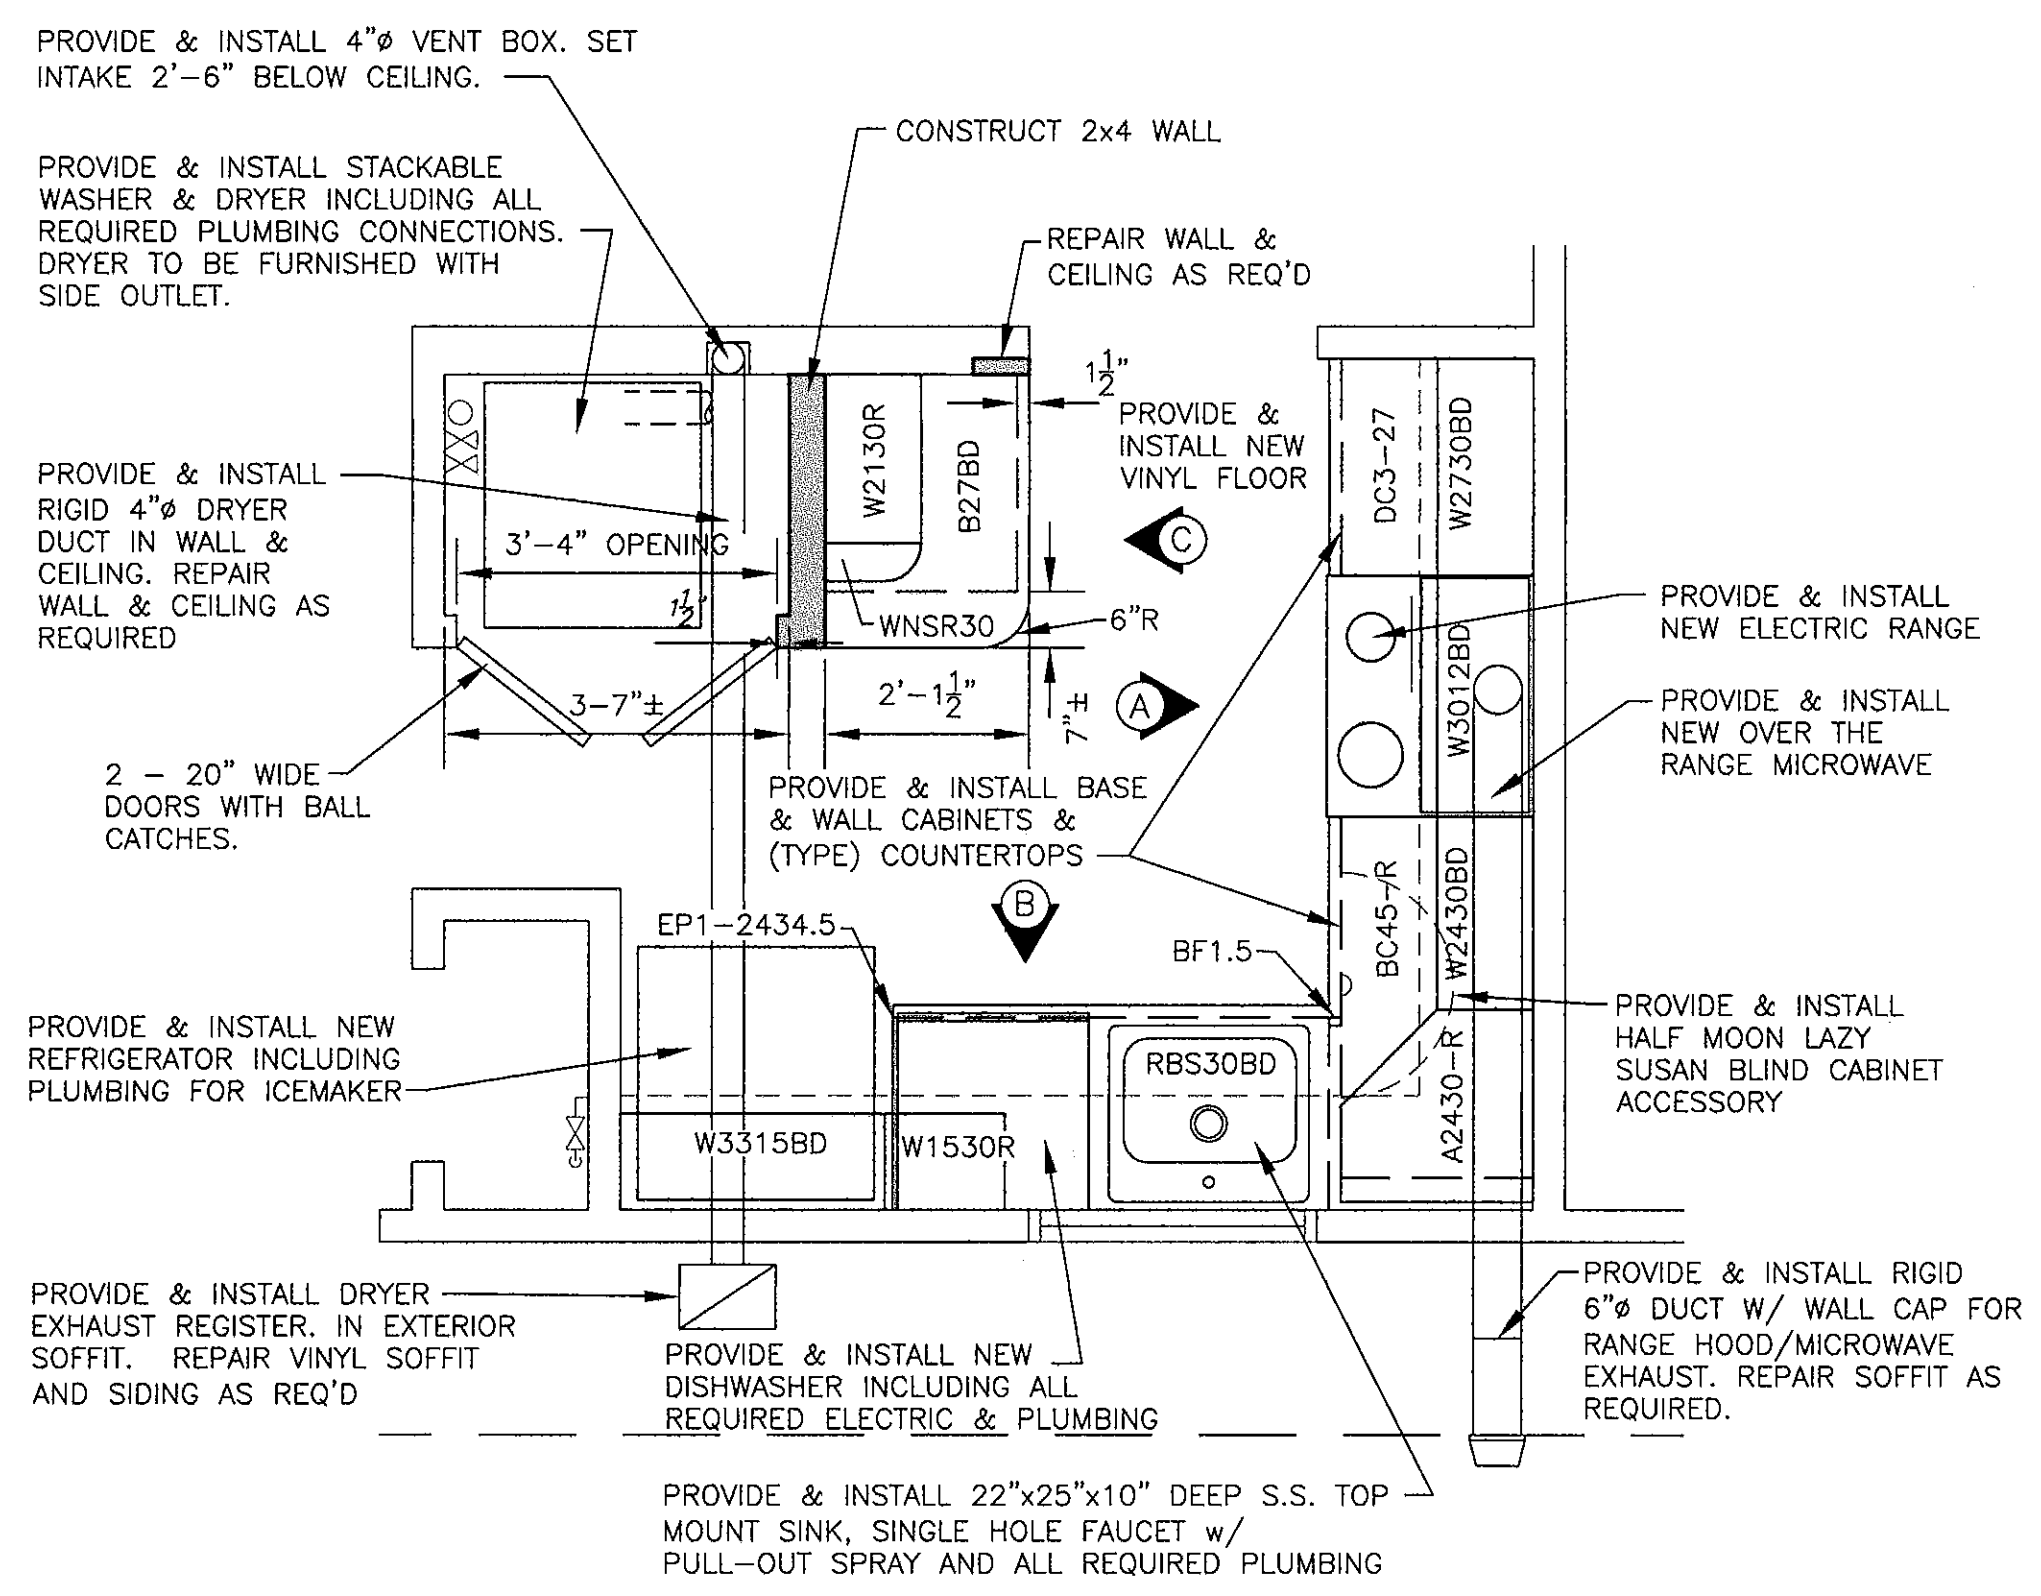 PROVIDE & INSTALL 4"ø VENT BOX. SET
INTAKE 2'-6" BELOW CEILING.
CONSTRUCT 2x4 WALL
PROVIDE & INSTALL STACKABLE
WASHER & DRYER INCLUDING ALL
REQUIRED PLUMBING CONNECTIONS.
DRYER TO BE FURNISHED WITH
SIDE OUTLET.
REPAIR WALL &
CEILING AS REQ'D
1 1/2"
PROVIDE &
INSTALL NEW
VINYL FLOOR
W2130R
B27BD
DC3-27
W2730BD
PROVIDE & INSTALL
RIGID 4"ø DRYER
DUCT IN WALL &
CEILING. REPAIR
WALL & CEILING AS
REQUIRED
3'-4" OPENING
1 1/2"
C
WNSR30
6"R
PROVIDE & INSTALL
NEW ELECTRIC RANGE
W3012BD
3-7"±
2'-1 1/2"
7"±
A
PROVIDE & INSTALL
NEW OVER THE
RANGE MICROWAVE
2 - 20" WIDE
DOORS WITH BALL
CATCHES.
PROVIDE & INSTALL BASE
& WALL CABINETS &
(TYPE) COUNTERTOPS
B
EP1-2434.5
BF1.5
BC45-R
W2430BD
PROVIDE & INSTALL
HALF MOON LAZY
SUSAN BLIND CABINET
ACCESSORY
PROVIDE & INSTALL NEW
REFRIGERATOR INCLUDING
PLUMBING FOR ICEMAKER
RBS30BD
A2430-R
W3315BD
W1530R
PROVIDE & INSTALL DRYER
EXHAUST REGISTER. IN EXTERIOR
SOFFIT. REPAIR VINYL SOFFIT
AND SIDING AS REQ'D
PROVIDE & INSTALL NEW
DISHWASHER INCLUDING ALL
REQUIRED ELECTRIC & PLUMBING
PROVIDE & INSTALL RIGID
6"ø DUCT W/ WALL CAP FOR
RANGE HOOD/MICROWAVE
EXHAUST. REPAIR SOFFIT AS
REQUIRED.
PROVIDE & INSTALL 22"x25"x10" DEEP S.S. TOP
MOUNT SINK, SINGLE HOLE FAUCET w/
PULL-OUT SPRAY AND ALL REQUIRED PLUMBING